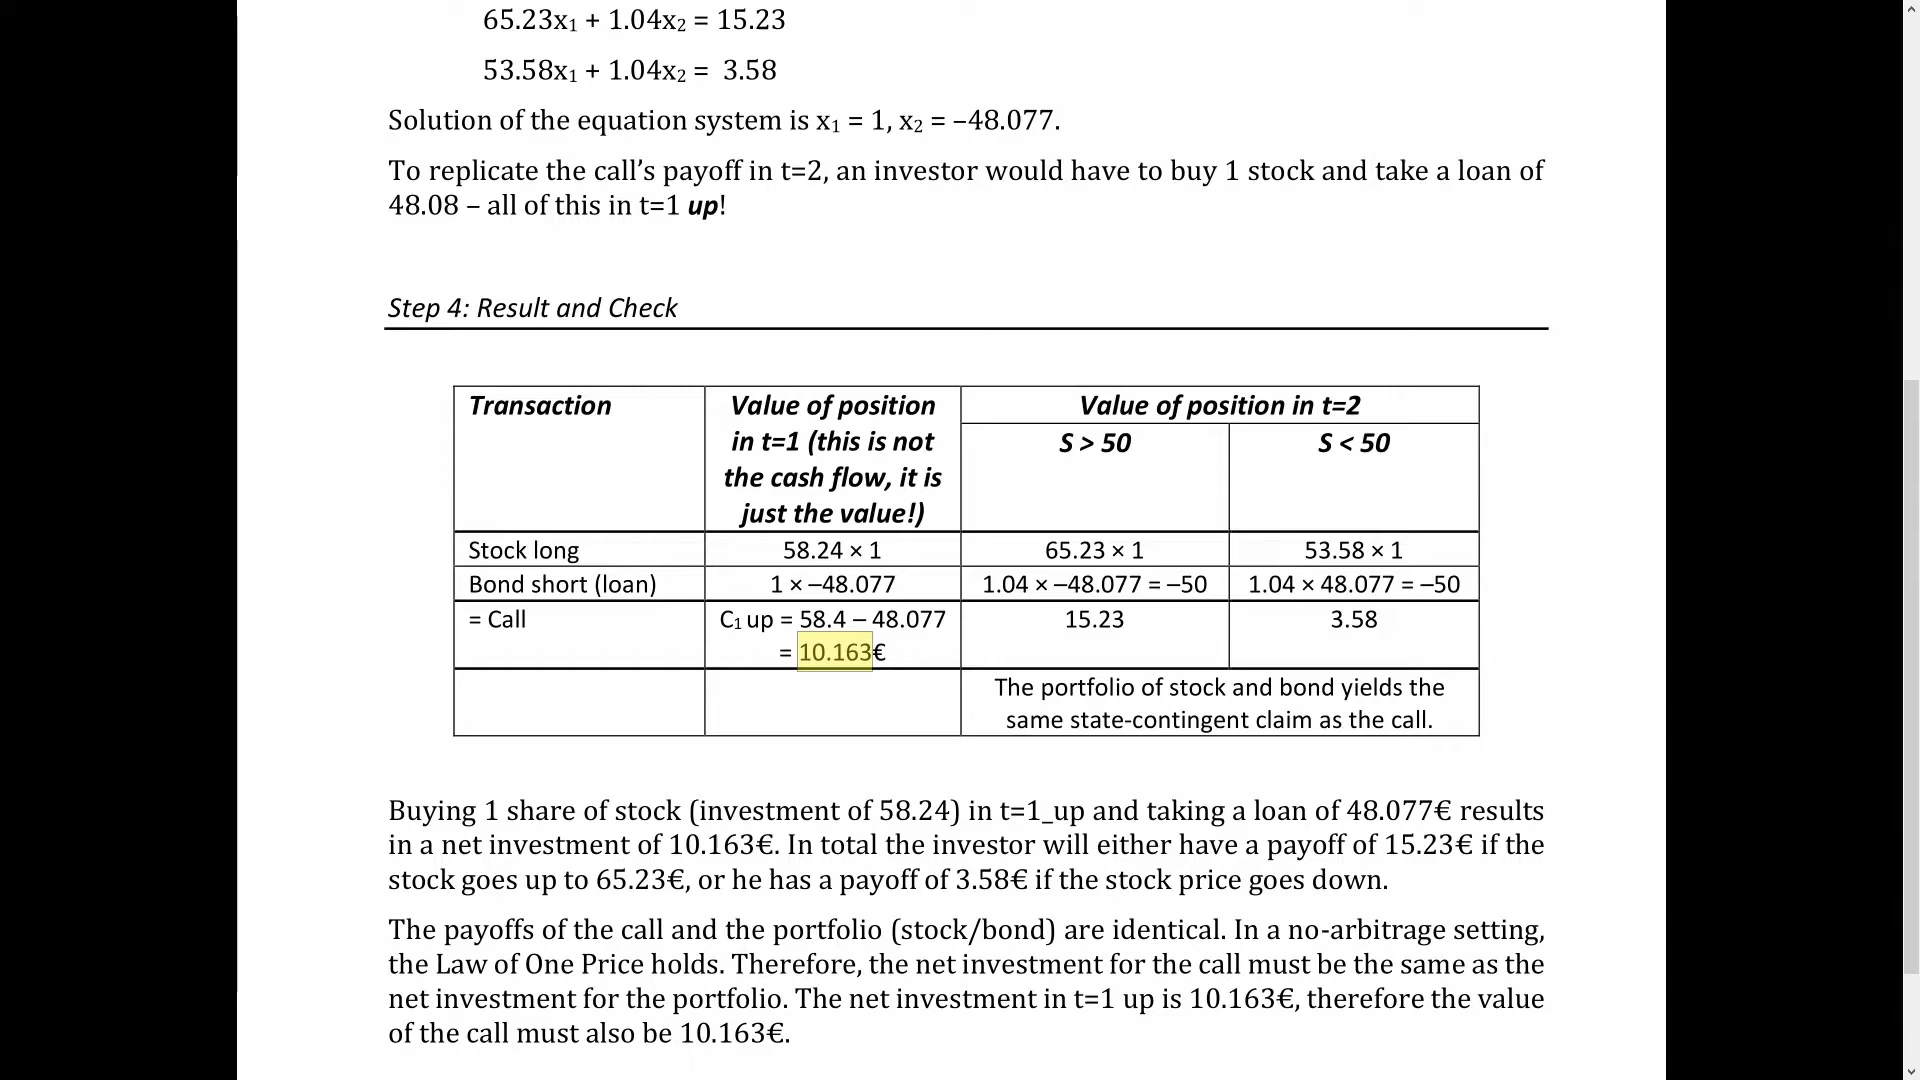 65.23x₁ + 1.04x₂ = 15.23
53.58x₁ + 1.04x₂ = 3.58
Solution of the equation system is x₁ = 1, x₂ = –48.077.
To replicate the call’s payoff in t=2, an investor would have to buy 1 stock and take a loan of
48.08 – all of this in t=1 up!
Step 4: Result and Check
Transaction
Value of position
in t=1 (this is not
the cash flow, it is
just the value!)
Value of position in t=2
S > 50
S < 50
Stock long
58.24 × 1
65.23 × 1
53.58 × 1
Bond short (loan)
1 × –48.077
1.04 × –48.077 = –50
1.04 × 48.077 = –50
= Call
C₁ up = 58.4 – 48.077
= 10.163€
15.23
3.58
The portfolio of stock and bond yields the
same state-contingent claim as the call.
Buying 1 share of stock (investment of 58.24) in t=1_up and taking a loan of 48.077€ results
in a net investment of 10.163€. In total the investor will either have a payoff of 15.23€ if the
stock goes up to 65.23€, or he has a payoff of 3.58€ if the stock price goes down.
The payoffs of the call and the portfolio (stock/bond) are identical. In a no-arbitrage setting,
the Law of One Price holds. Therefore, the net investment for the call must be the same as the
net investment for the portfolio. The net investment in t=1 up is 10.163€, therefore the value
of the call must also be 10.163€.